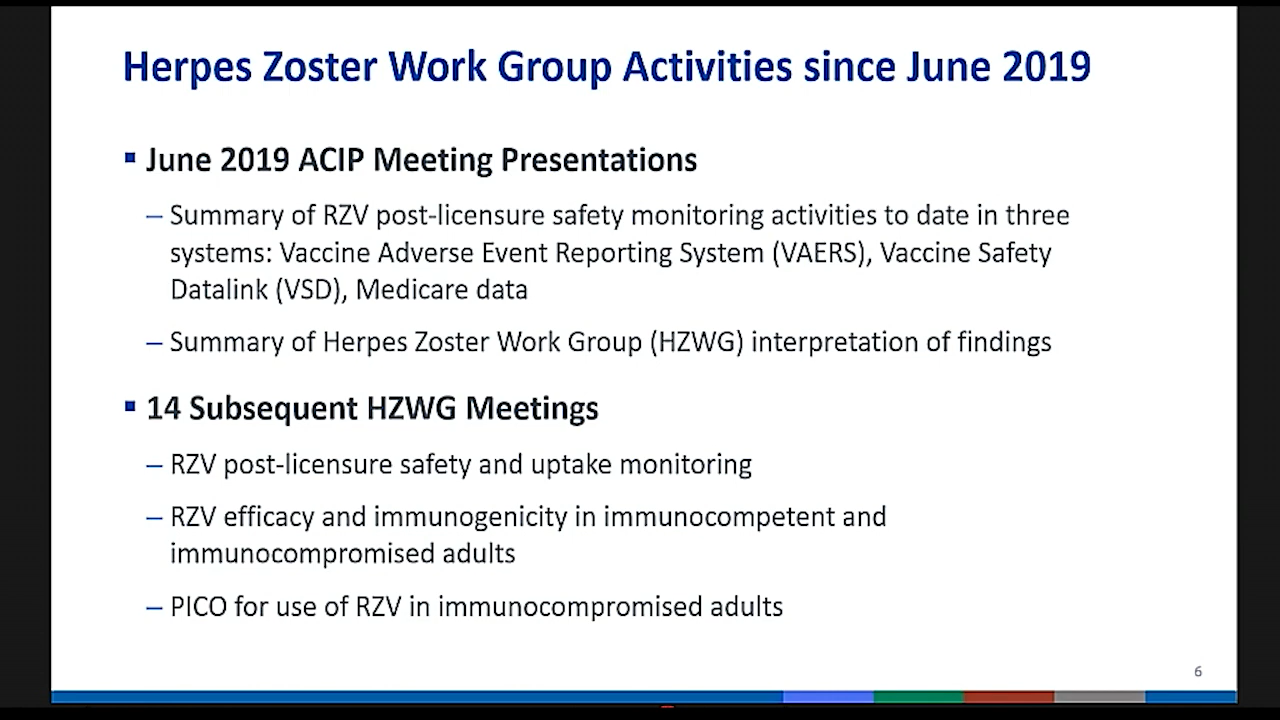 Herpes Zoster Work Group Activities since June 2019
▪ June 2019 ACIP Meeting Presentations
– Summary of RZV post-licensure safety monitoring activities to date in three
systems: Vaccine Adverse Event Reporting System (VAERS), Vaccine Safety
Datalink (VSD), Medicare data
– Summary of Herpes Zoster Work Group (HZWG) interpretation of findings
▪ 14 Subsequent HZWG Meetings
– RZV post-licensure safety and uptake monitoring
– RZV efficacy and immunogenicity in immunocompetent and
immunocompromised adults
– PICO for use of RZV in immunocompromised adults
6